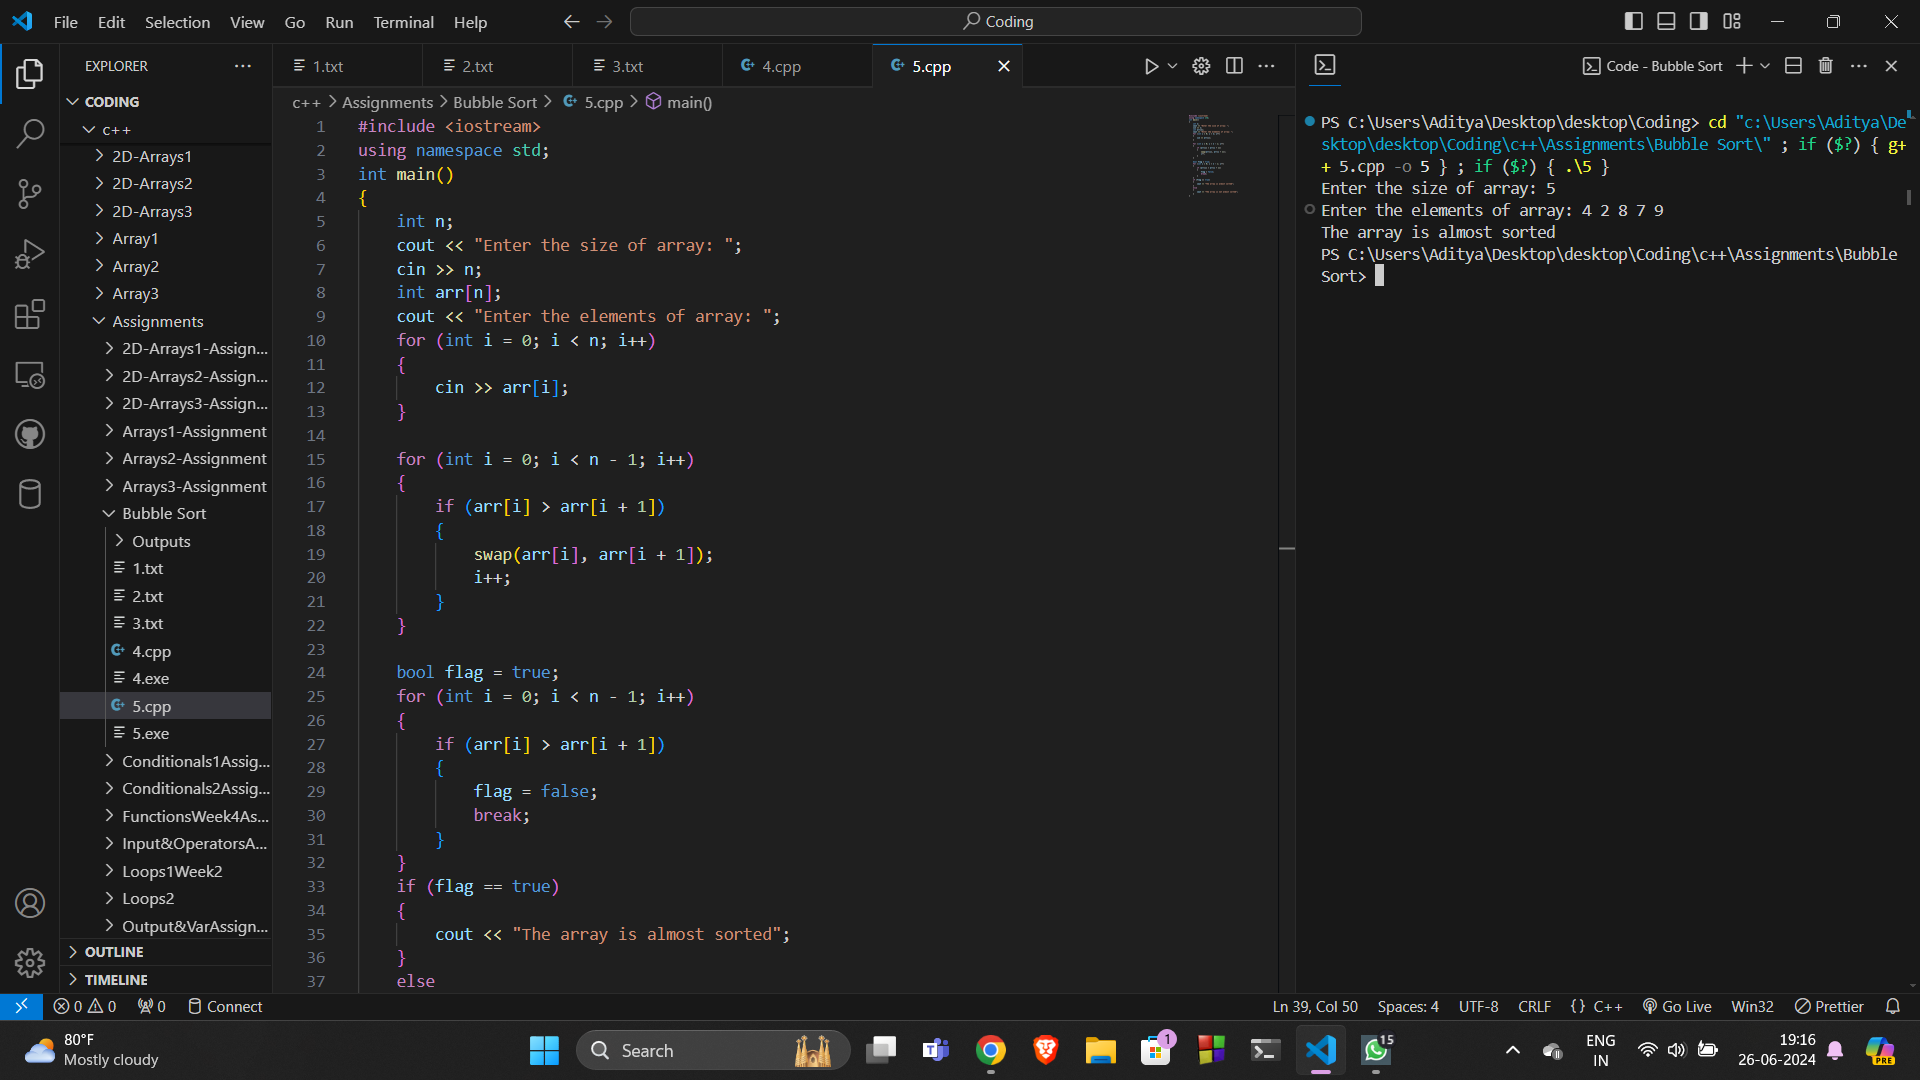 File Edit Selection View Go Run Terminal Help
Coding
EXPLORER
CODING
c++
2D-Arrays1
2D-Arrays2
2D-Arrays3
Array1
Array2
Array3
Assignments
2D-Arrays1-Assign...
2D-Arrays2-Assign...
2D-Arrays3-Assign...
Arrays1-Assignment
Arrays2-Assignment
Arrays3-Assignment
Bubble Sort
Outputs
1.txt
2.txt
3.txt
4.cpp
4.exe
5.cpp
5.exe
Conditionals1Assig...
Conditionals2Assig...
FunctionsWeek4As...
Input&OperatorsA...
Loops1Week2
Loops2
Output&VarAssign...
OUTLINE
TIMELINE
1.txt 2.txt 3.txt 4.cpp 5.cpp
c++ > Assignments > Bubble Sort > 5.cpp > main()
1 #include <iostream>
2 using namespace std;
3 int main()
4 {
5 int n;
6 cout << "Enter the size of array: ";
7 cin >> n;
8 int arr[n];
9 cout << "Enter the elements of array: ";
10 for (int i = 0; i < n; i++)
11 {
12 cin >> arr[i];
13 }
14
15 for (int i = 0; i < n - 1; i++)
16 {
17 if (arr[i] > arr[i + 1])
18 {
19 swap(arr[i], arr[i + 1]);
20 i++;
21 }
22 }
23
24 bool flag = true;
25 for (int i = 0; i < n - 1; i++)
26 {
27 if (arr[i] > arr[i + 1])
28 {
29 flag = false;
30 break;
31 }
32 }
33 if (flag == true)
34 {
35 cout << "The array is almost sorted";
36 }
37 else
Code - Bubble Sort
PS C:\Users\Aditya\Desktop\desktop\Coding> cd "c:\Users\Aditya\De
sktop\desktop\Coding\c++\Assignments\Bubble Sort\" ; if ($?) { g+
+ 5.cpp -o 5 } ; if ($?) { .\5 }
Enter the size of array: 5
Enter the elements of array: 4 2 8 7 9
The array is almost sorted
PS C:\Users\Aditya\Desktop\desktop\Coding\c++\Assignments\Bubble
Sort>
0 0 0 Connect
Ln 39, Col 50 Spaces: 4 UTF-8 CRLF {} C++ Go Live Win32 Prettier
80°F
Mostly cloudy
Search
1
15
ENG
IN
19:16
26-06-2024
PRE